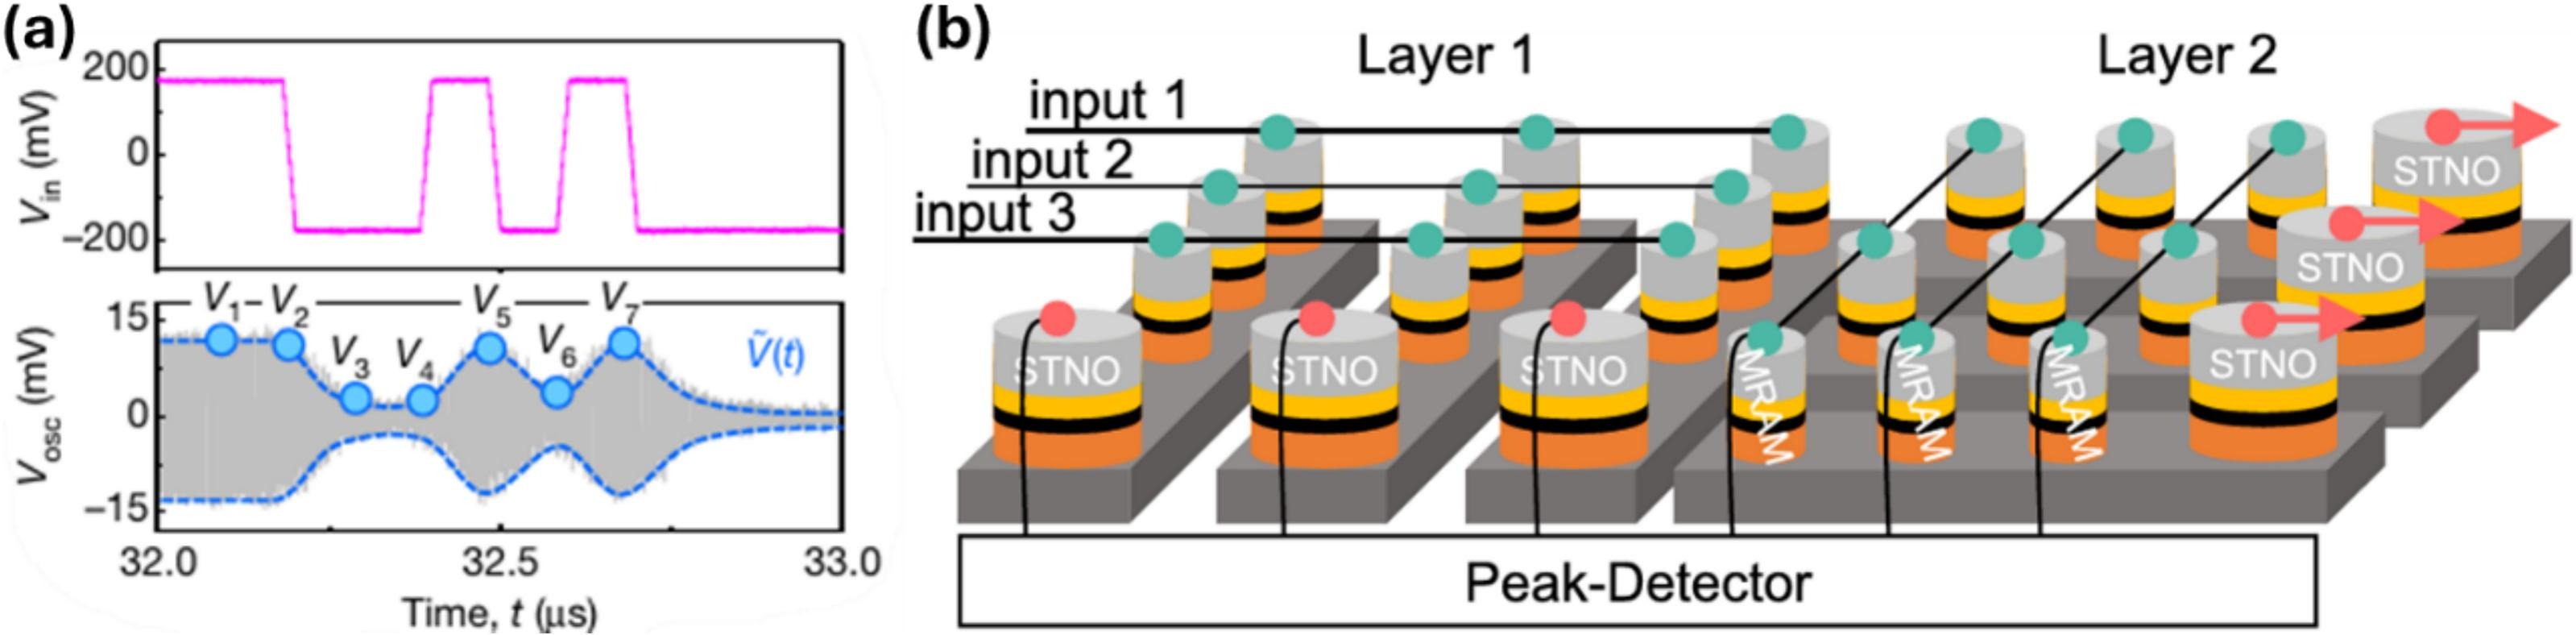 (a)
V_in (mV)
200
0
−200
V_osc (mV)
15
0
−15
V_1
V_2
V_3
V_4
V_5
V_6
V_7
Ṽ(t)
32.0
32.5
33.0
Time, t (μs)
(b)
Layer 1
Layer 2
input 1
input 2
input 3
STNO
STNO
STNO
STNO
STNO
STNO
MRAM
MRAM
MRAM
Peak-Detector